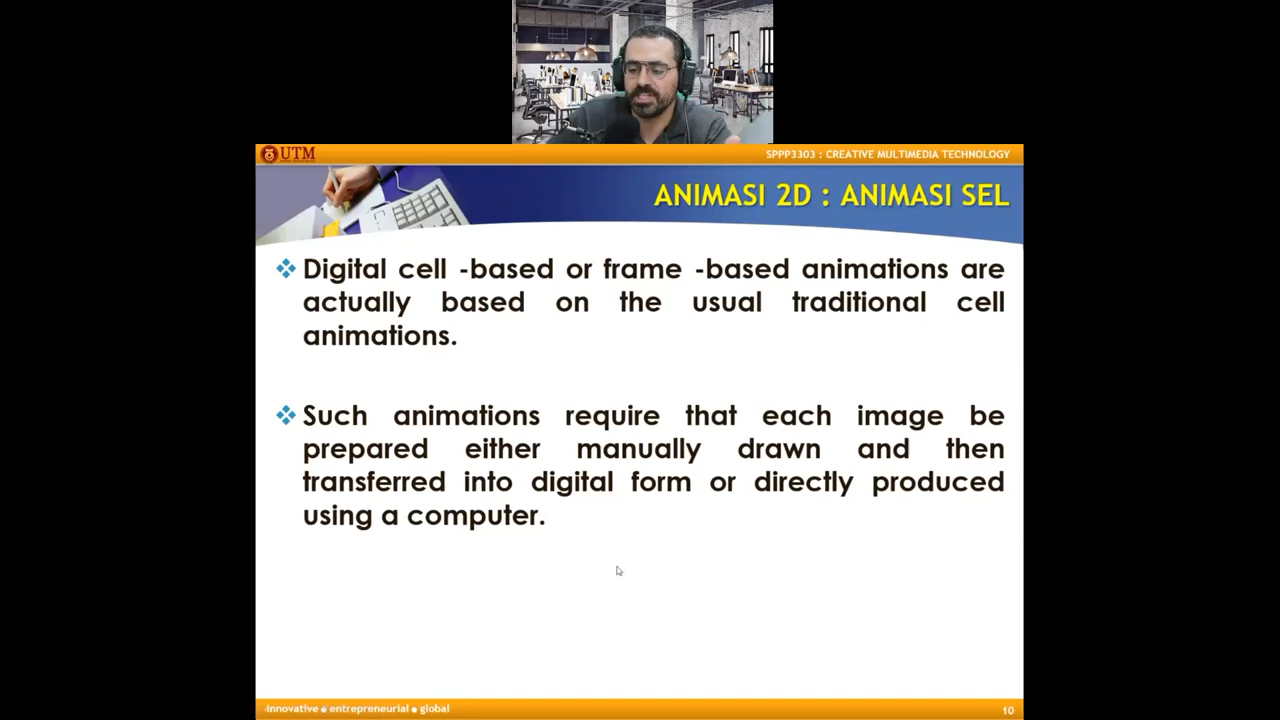 UTM
SPPP3303 : CREATIVE MULTIMEDIA TECHNOLOGY
ANIMASI 2D : ANIMASI SEL
Digital cell -based or frame -based animations are
actually based on the usual traditional cell
animations.
Such animations require that each image be
prepared either manually drawn and then
transferred into digital form or directly produced
using a computer.
innovative ● entrepreneurial ● global
10